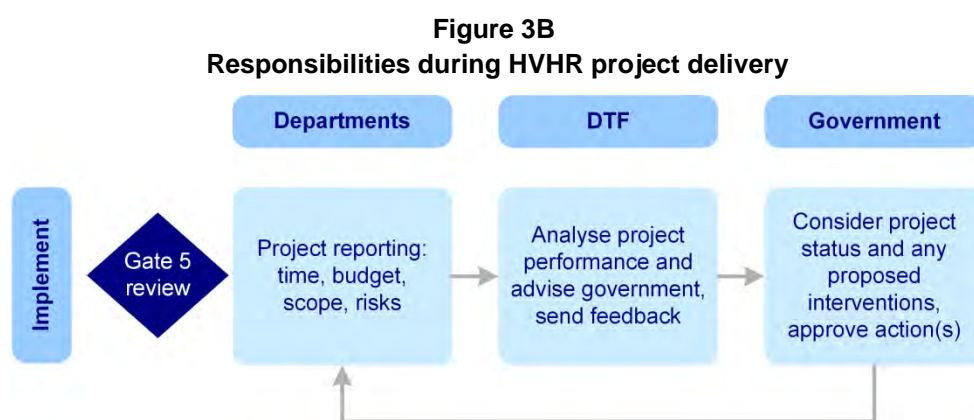 Figure 3B
Responsibilities during HVHR project delivery
Departments
DTF
Government
Implement
Gate 5
review
Project reporting:
time, budget,
scope, risks
Analyse project
performance and
advise government,
send feedback
Consider project
status and any
proposed
interventions,
approve action(s)